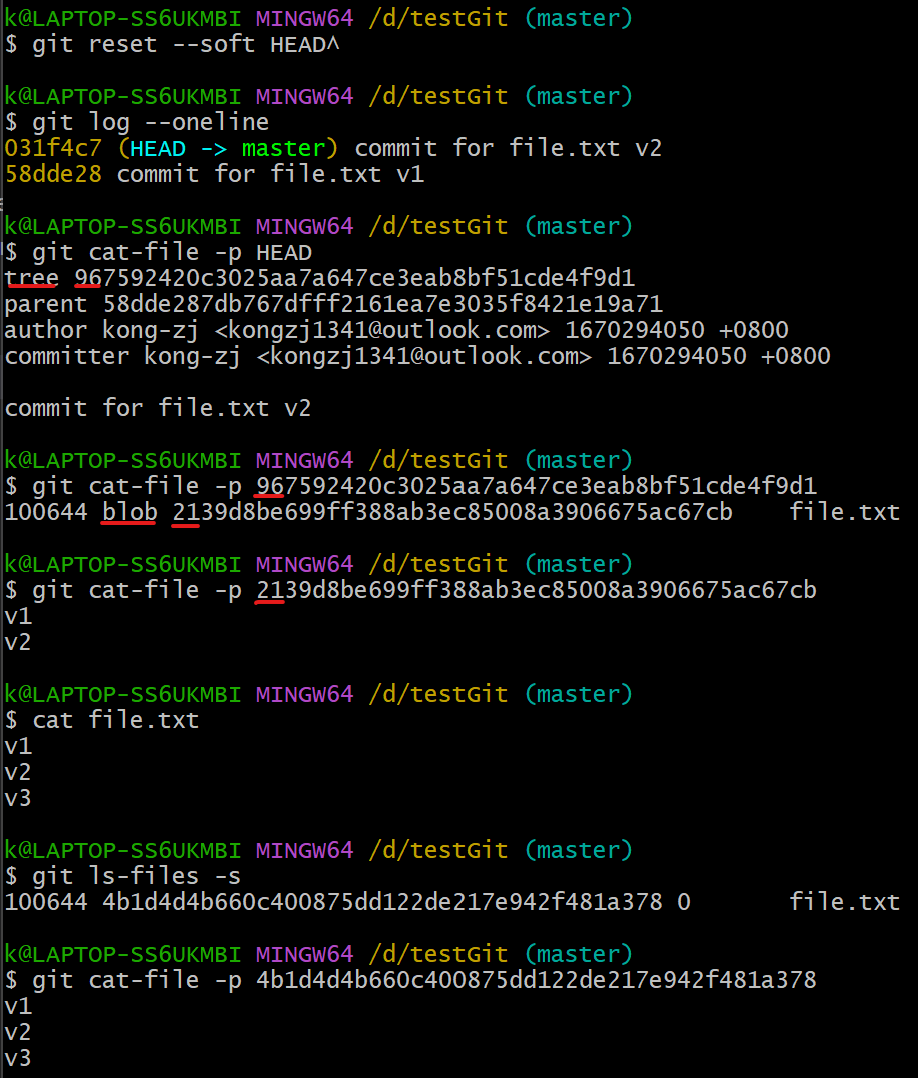 k@LAPTOP-SS6UKMBI MINGW64 /d/testGit (master)
$ git reset --soft HEAD^
k@LAPTOP-SS6UKMBI MINGW64 /d/testGit (master)
$ git log --oneline
031f4c7 (HEAD -> master) commit for file.txt v2
58dde28 commit for file.txt v1
k@LAPTOP-SS6UKMBI MINGW64 /d/testGit (master)
$ git cat-file -p HEAD
tree 967592420c3025aa7a647ce3eab8bf51cde4f9d1
parent 58dde287db767dfff2161ea7e3035f8421e19a71
author kong-zj <kongzj1341@outlook.com> 1670294050 +0800
committer kong-zj <kongzj1341@outlook.com> 1670294050 +0800
commit for file.txt v2
k@LAPTOP-SS6UKMBI MINGW64 /d/testGit (master)
$ git cat-file -p 967592420c3025aa7a647ce3eab8bf51cde4f9d1
100644 blob 2139d8be699ff388ab3ec85008a3906675ac67cb    file.txt
k@LAPTOP-SS6UKMBI MINGW64 /d/testGit (master)
$ git cat-file -p 2139d8be699ff388ab3ec85008a3906675ac67cb
v1
v2
k@LAPTOP-SS6UKMBI MINGW64 /d/testGit (master)
$ cat file.txt
v1
v2
v3
k@LAPTOP-SS6UKMBI MINGW64 /d/testGit (master)
$ git ls-files -s
100644 4b1d4d4b660c400875dd122de217e942f481a378 0       file.txt
k@LAPTOP-SS6UKMBI MINGW64 /d/testGit (master)
$ git cat-file -p 4b1d4d4b660c400875dd122de217e942f481a378
v1
v2
v3